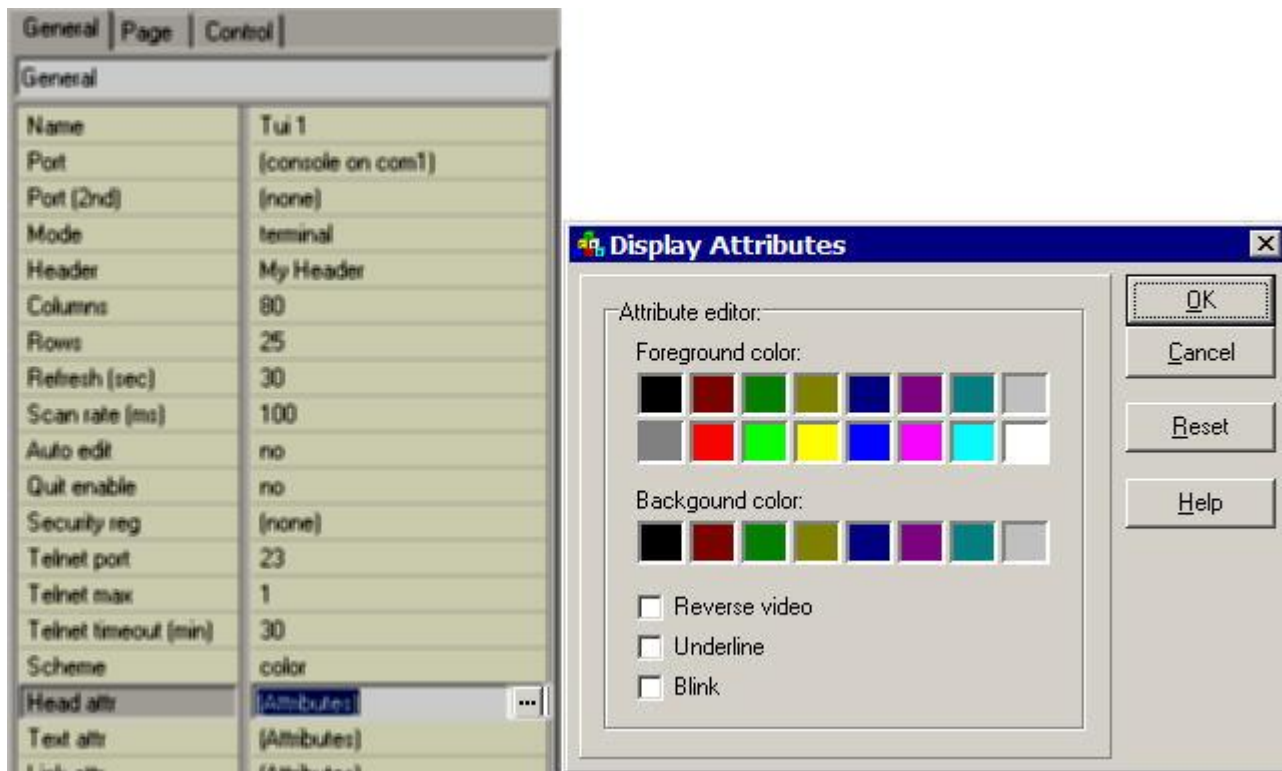 General Page Control
General
Name Tui 1
Port (console on com1)
Port (2nd) (none)
Mode terminal
Header My Header
Columns 80
Rows 25
Refresh (sec) 30
Scan rate (ms) 100
Auto edit no
Quit enable no
Security reg (none)
Telnet port 23
Telnet max 1
Telnet timeout (min) 30
Scheme color
Head attr (Attributes) ...
Text attr (Attributes)
Display Attributes
Attribute editor:
Foreground color:
Backgound color:
Reverse video
Underline
Blink
OK
Cancel
Reset
Help